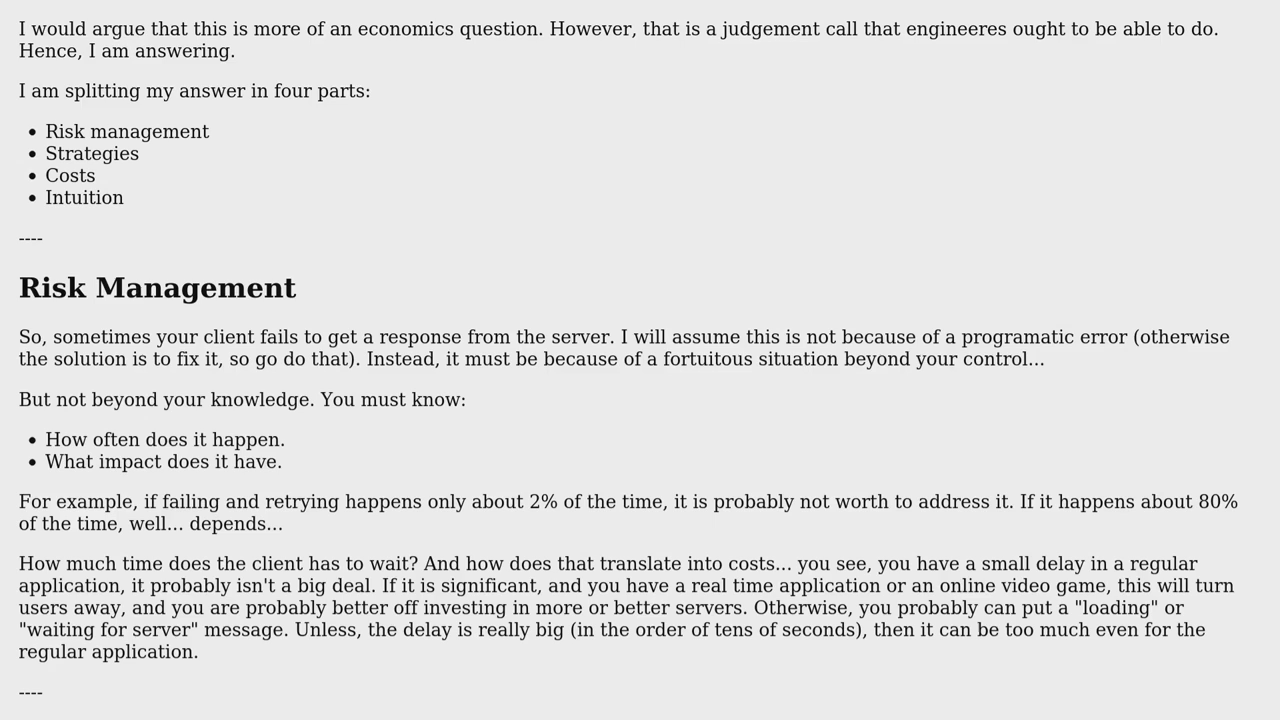 I would argue that this is more of an economics question. However, that is a judgement call that engineeres ought to be able to do.
Hence, I am answering.
I am splitting my answer in four parts:
• Risk management
• Strategies
• Costs
• Intuition
----
Risk Management
So, sometimes your client fails to get a response from the server. I will assume this is not because of a programatic error (otherwise
the solution is to fix it, so go do that). Instead, it must be because of a fortuitous situation beyond your control...
But not beyond your knowledge. You must know:
• How often does it happen.
• What impact does it have.
For example, if failing and retrying happens only about 2% of the time, it is probably not worth to address it. If it happens about 80%
of the time, well... depends...
How much time does the client has to wait? And how does that translate into costs... you see, you have a small delay in a regular
application, it probably isn't a big deal. If it is significant, and you have a real time application or an online video game, this will turn
users away, and you are probably better off investing in more or better servers. Otherwise, you probably can put a "loading" or
"waiting for server" message. Unless, the delay is really big (in the order of tens of seconds), then it can be too much even for the
regular application.
----